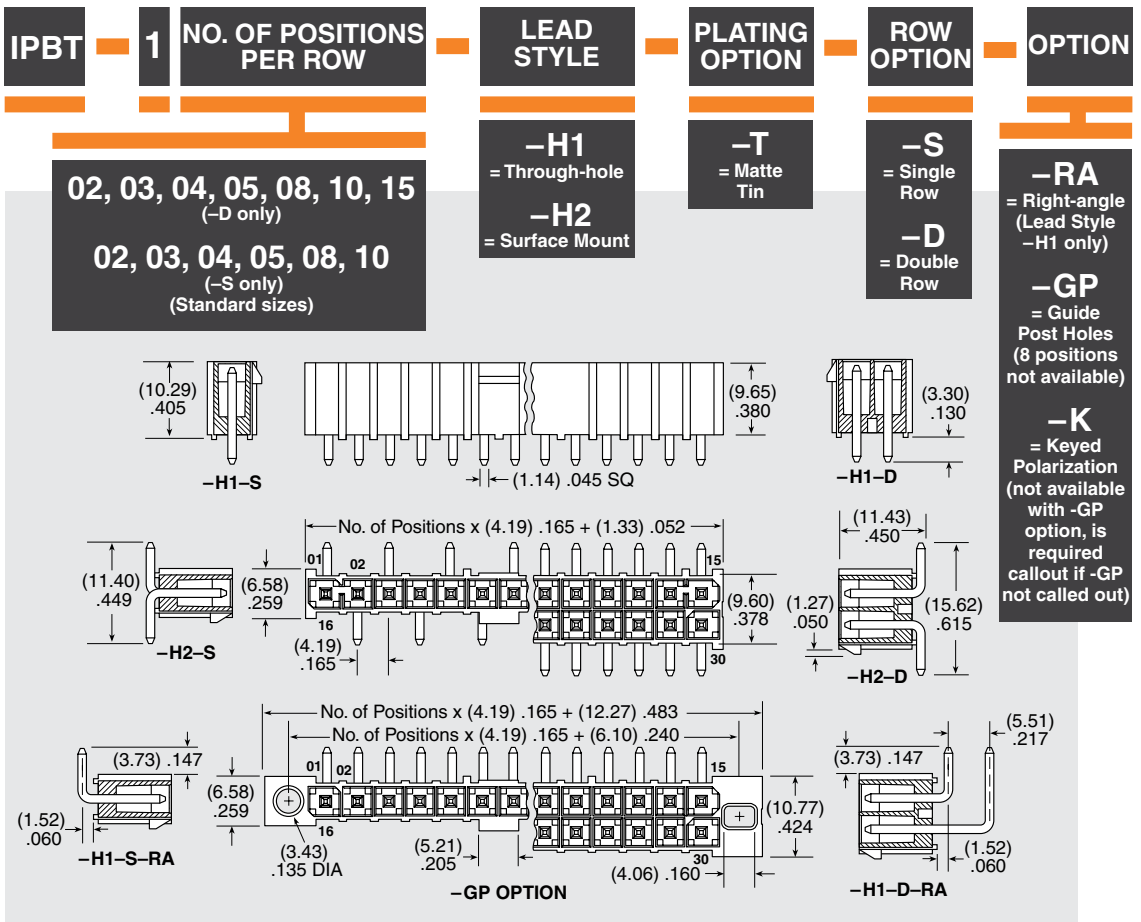 IPBT
1
NO. OF POSITIONS
PER ROW
LEAD
STYLE
PLATING
OPTION
ROW
OPTION
OPTION
02, 03, 04, 05, 08, 10, 15
(–D only)
02, 03, 04, 05, 08, 10
(–S only)
(Standard sizes)
–H1
= Through-hole
–H2
= Surface Mount
–T
= Matte
Tin
–S
= Single
Row
–D
= Double
Row
–RA
= Right-angle
(Lead Style
–H1 only)
–GP
= Guide
Post Holes
(8 positions
not available)
–K
= Keyed
Polarization
(not available
with -GP
option, is
required
callout if -GP
not called out)
(10.29)
.405
–H1–S
(9.65)
.380
(1.14) .045 SQ
(3.30)
.130
–H1–D
(11.40)
.449
–H2–S
No. of Positions x (4.19) .165 + (1.33) .052
01
02
15
(6.58)
.259
16
(4.19)
.165
(9.60)
.378
30
(11.43)
.450
(1.27)
.050
(15.62)
.615
–H2–D
(3.73) .147
(1.52)
.060
–H1–S–RA
No. of Positions x (4.19) .165 + (12.27) .483
No. of Positions x (4.19) .165 + (6.10) .240
01
02
15
(6.58)
.259
16
(3.43)
.135 DIA
(5.21)
.205
30
(4.06) .160
(10.77)
.424
–GP OPTION
(5.51)
.217
(3.73) .147
(1.52)
.060
–H1–D–RA